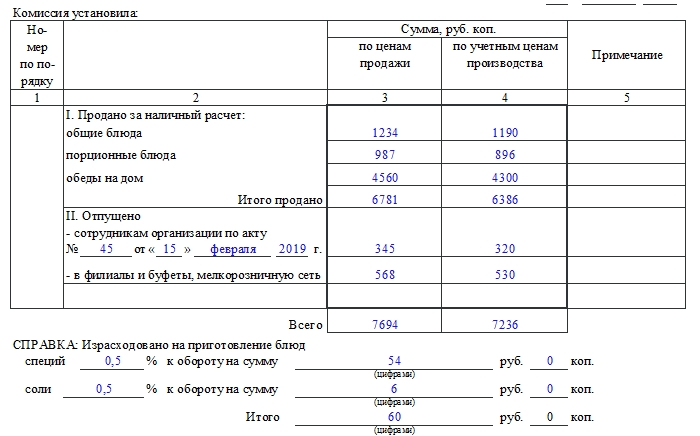 Комиссия установила:
Но-
мер
по по-
рядку
Сумма, руб. коп.
по ценам
продажи
по учетным ценам
производства
Примечание
1 2 3 4 5
I. Продано за наличный расчет:
общие блюда 1234 1190
порционные блюда 987 896
обеды на дом 4560 4300
Итого продано 6781 6386
II. Отпущено
- сотрудникам организации по акту
№ 45 от « 15 » февраля 2019 г. 345 320
- в филиалы и буфеты, мелкорозничную сеть 568 530
Всего 7694 7236
СПРАВКА: Израсходовано на приготовление блюд
специй 0,5 % к обороту на сумму 54 руб. 0 коп.
(цифрами)
соли 0,5 % к обороту на сумму 6 руб. 0 коп.
(цифрами)
Итого 60 руб. 0 коп.
(цифрами)